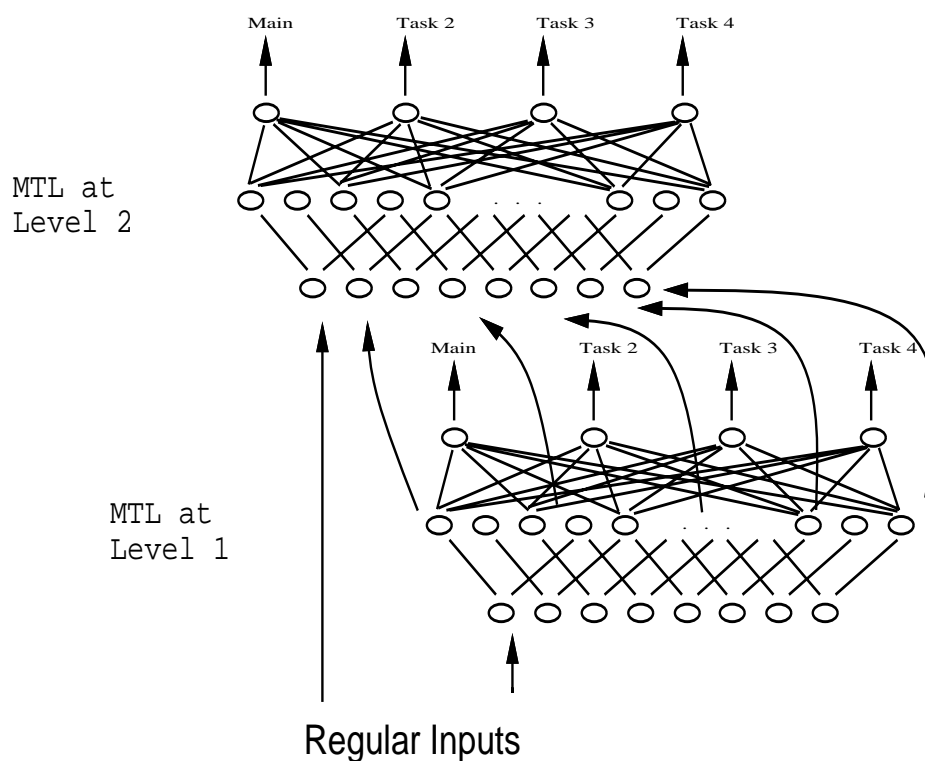 Main Task 2 Task 3 Task 4
MTL at
Level 2
. . .
Main Task 2 Task 3 Task 4
MTL at
Level 1
. . .
Regular Inputs